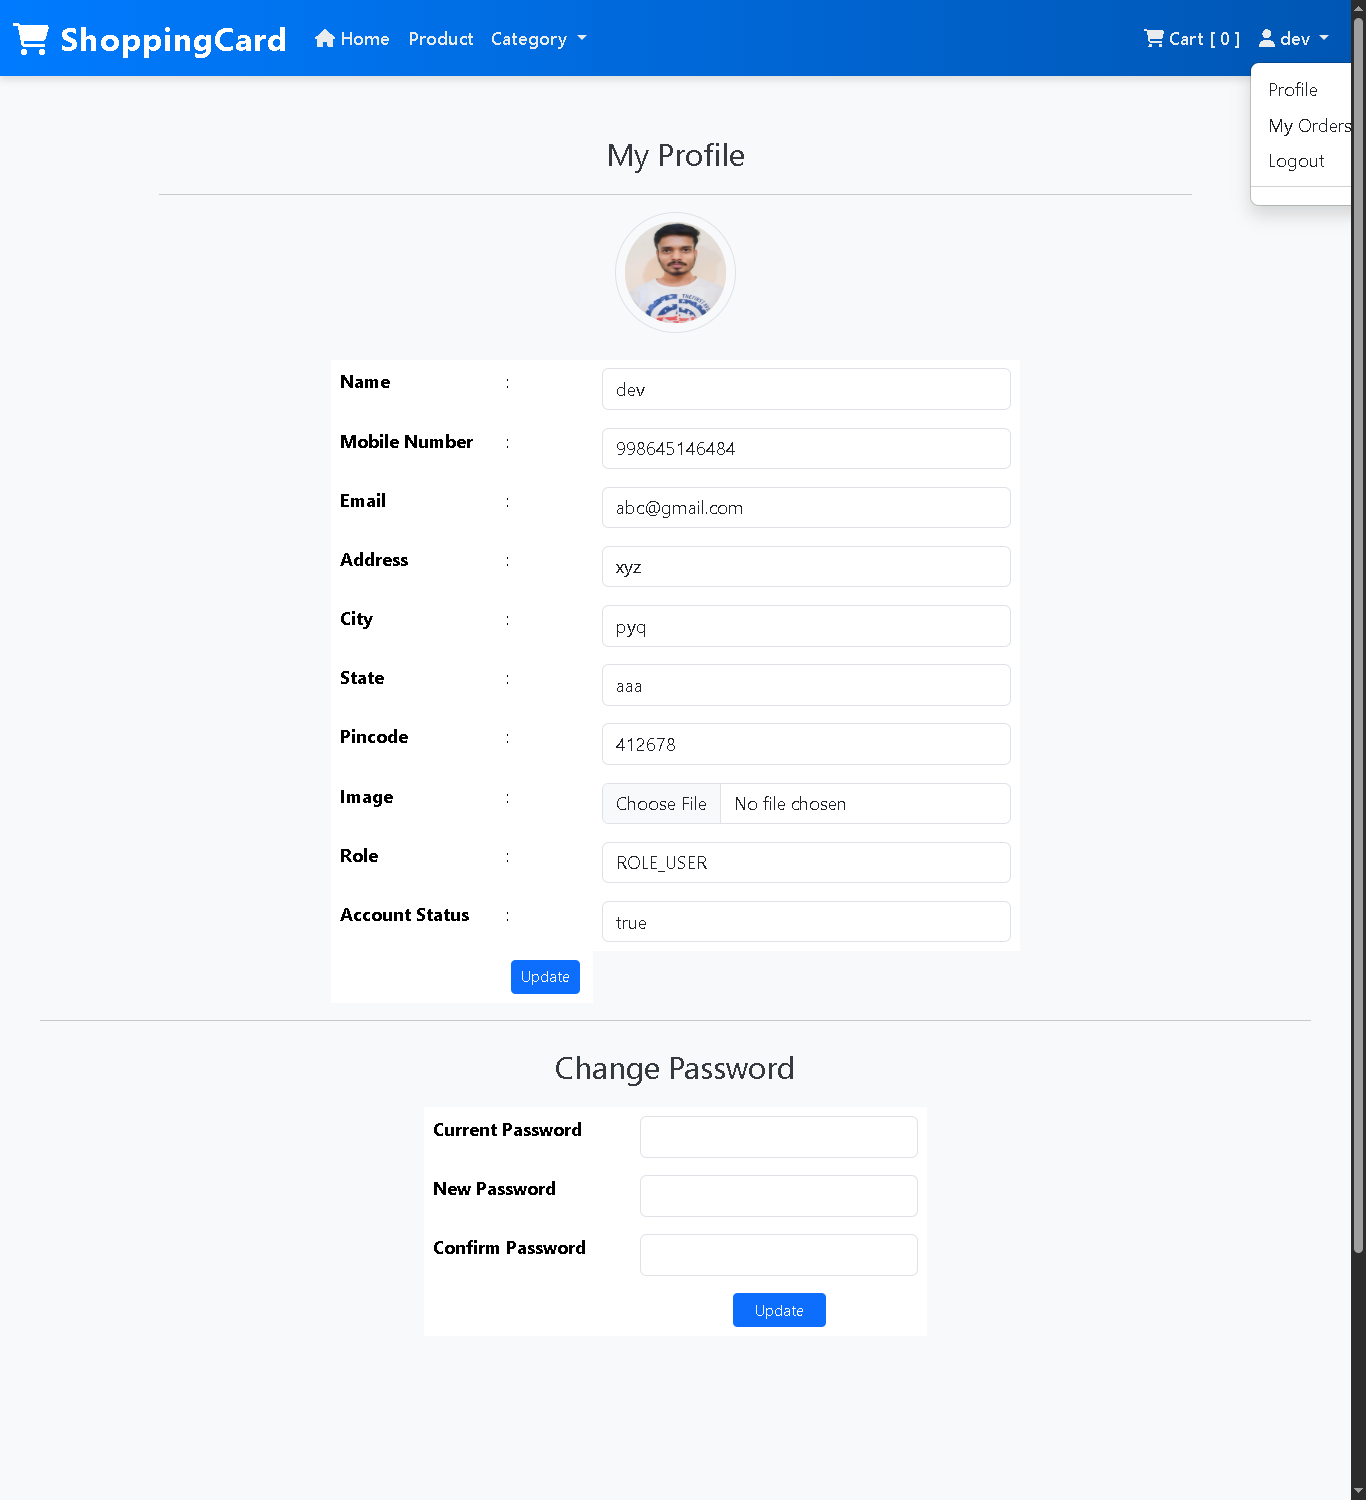 ShoppingCard Home Product Category Cart [ 0 ] dev
Profile
My Orders
Logout
My Profile
Name : dev
Mobile Number : 998645146484
Email : abc@gmail.com
Address : xyz
City : pyq
State : aaa
Pincode : 412678
Image : Choose File No file chosen
Role : ROLE_USER
Account Status : true
Update
Change Password
Current Password
New Password
Confirm Password
Update